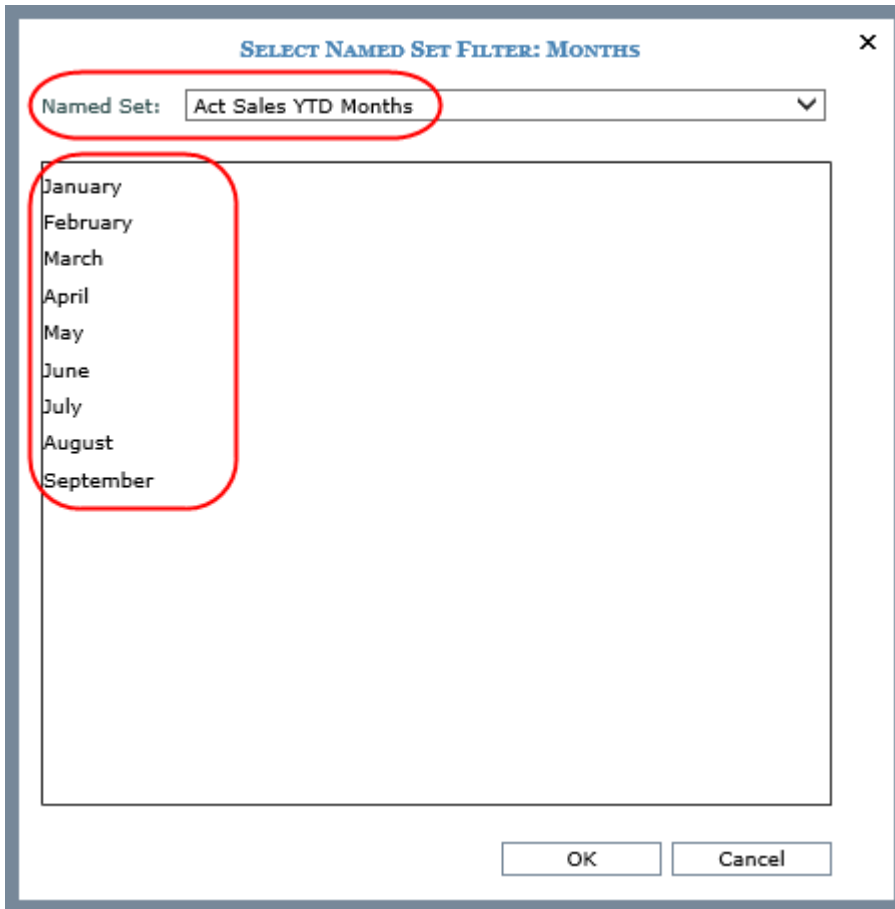 SELECT NAMED SET FILTER: MONTHS
Named Set: Act Sales YTD Months
January
February
March
April
May
June
July
August
September
OK Cancel